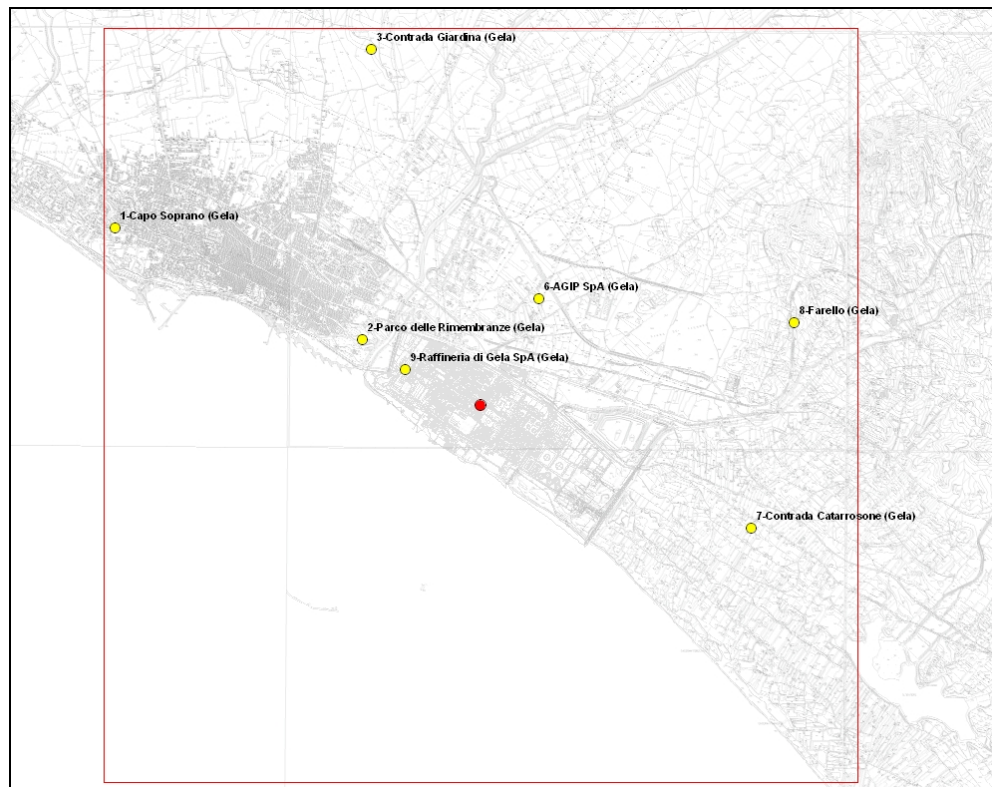 3-Contrada Giardina (Gela)
1-Capo Soprano (Gela)
6-AGIP SpA (Gela)
8-Farello (Gela)
2-Parco delle Rimembranze (Gela)
9-Raffineria di Gela SpA (Gela)
7-Contrada Catarrosone (Gela)